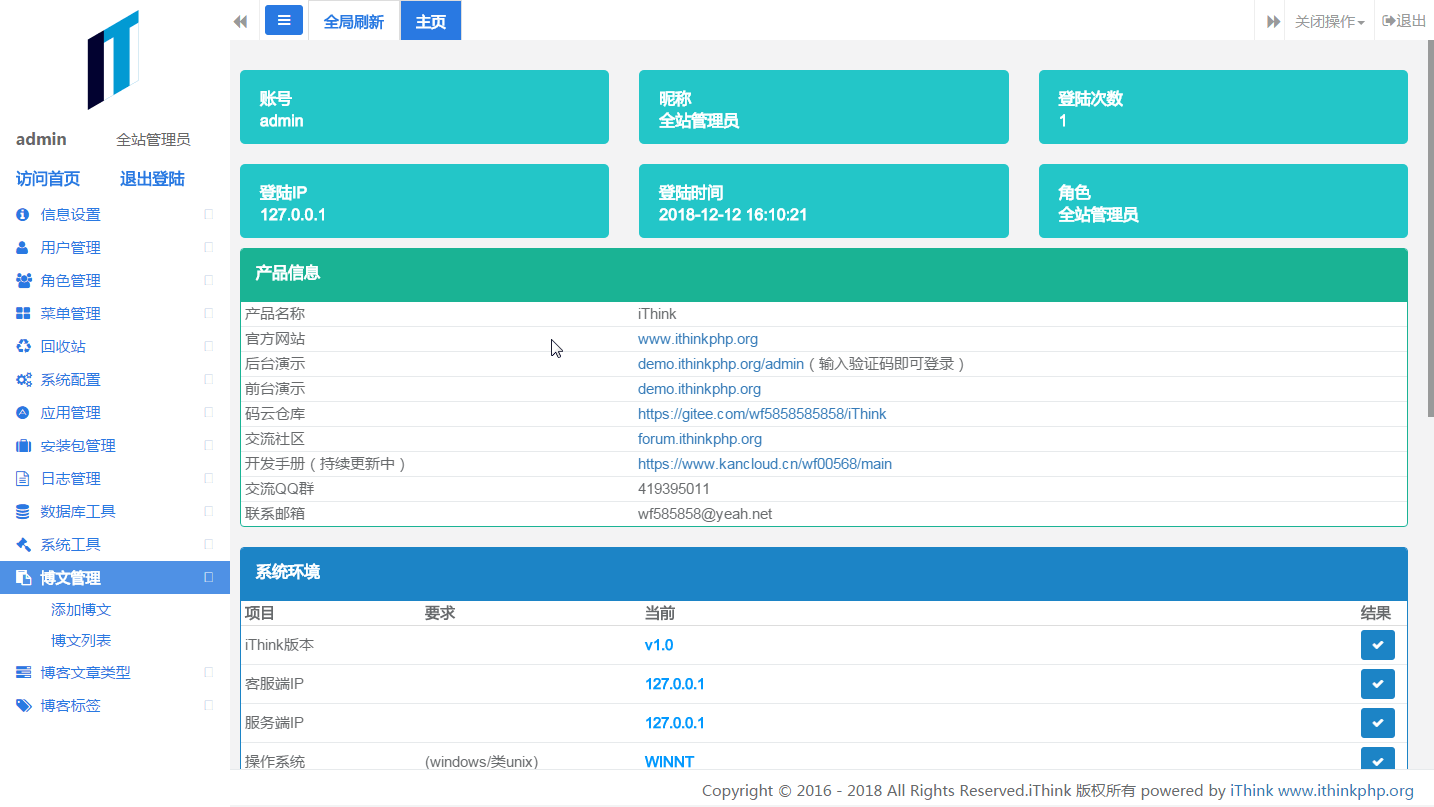 全局刷新 主页 关闭操作 退出
admin 全站管理员
访问首页 退出登陆
信息设置
用户管理
角色管理
菜单管理
回收站
系统配置
应用管理
安装包管理
日志管理
数据库工具
系统工具
博文管理
添加博文
博文列表
博客文章类型
博客标签
账号
admin
昵称
全站管理员
登陆次数
1
登陆IP
127.0.0.1
登陆时间
2018-12-12 16:10:21
角色
全站管理员
产品信息
产品名称 iThink
官方网站 www.ithinkphp.org
后台演示 demo.ithinkphp.org/admin（输入验证码即可登录）
前台演示 demo.ithinkphp.org
码云仓库 https://gitee.com/wf5858585858/iThink
交流社区 forum.ithinkphp.org
开发手册（持续更新中） https://www.kancloud.cn/wf00568/main
交流QQ群 419395011
联系邮箱 wf585858@yeah.net
系统环境
项目 要求 当前 结果
iThink版本 v1.0
客服端IP 127.0.0.1
服务端IP 127.0.0.1
操作系统 (windows/类unix) WINNT
Copyright © 2016 - 2018 All Rights Reserved.iThink 版权所有 powered by iThink www.ithinkphp.org